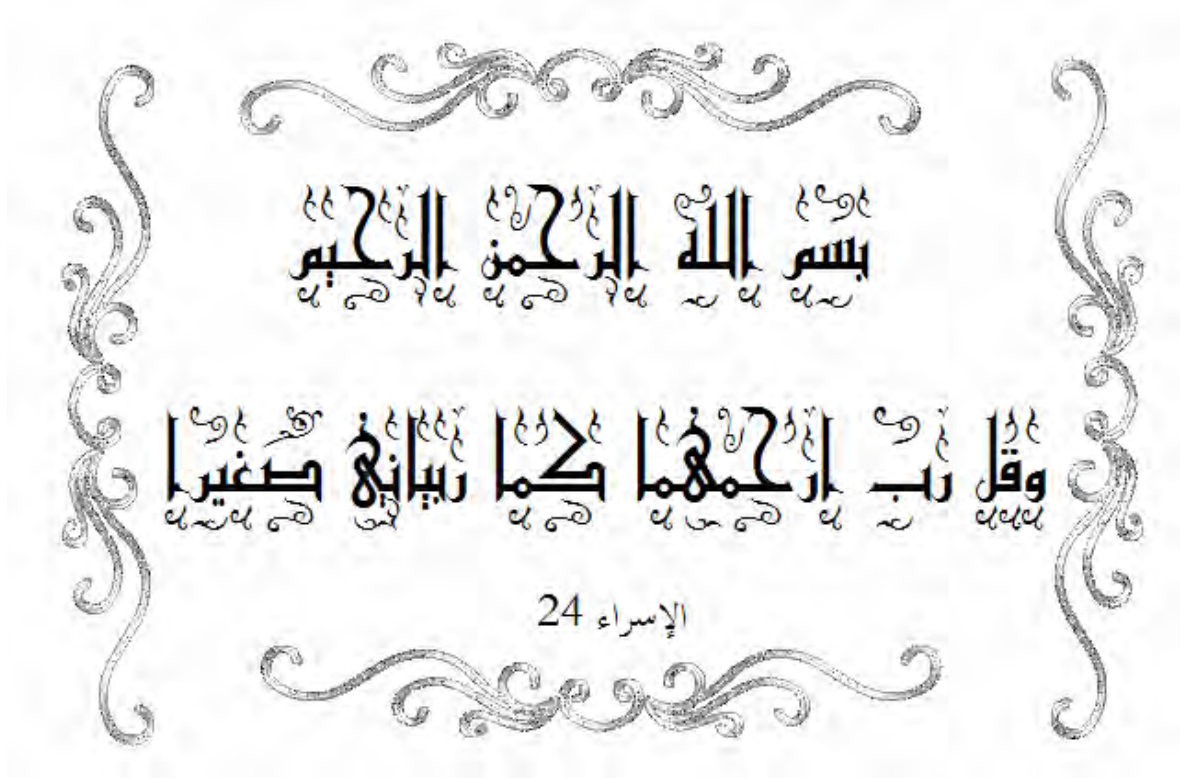 بسم الله الرحمن الرحيم
وقل رب ارحمهما كما ربياني صغيرا
الإسراء 24